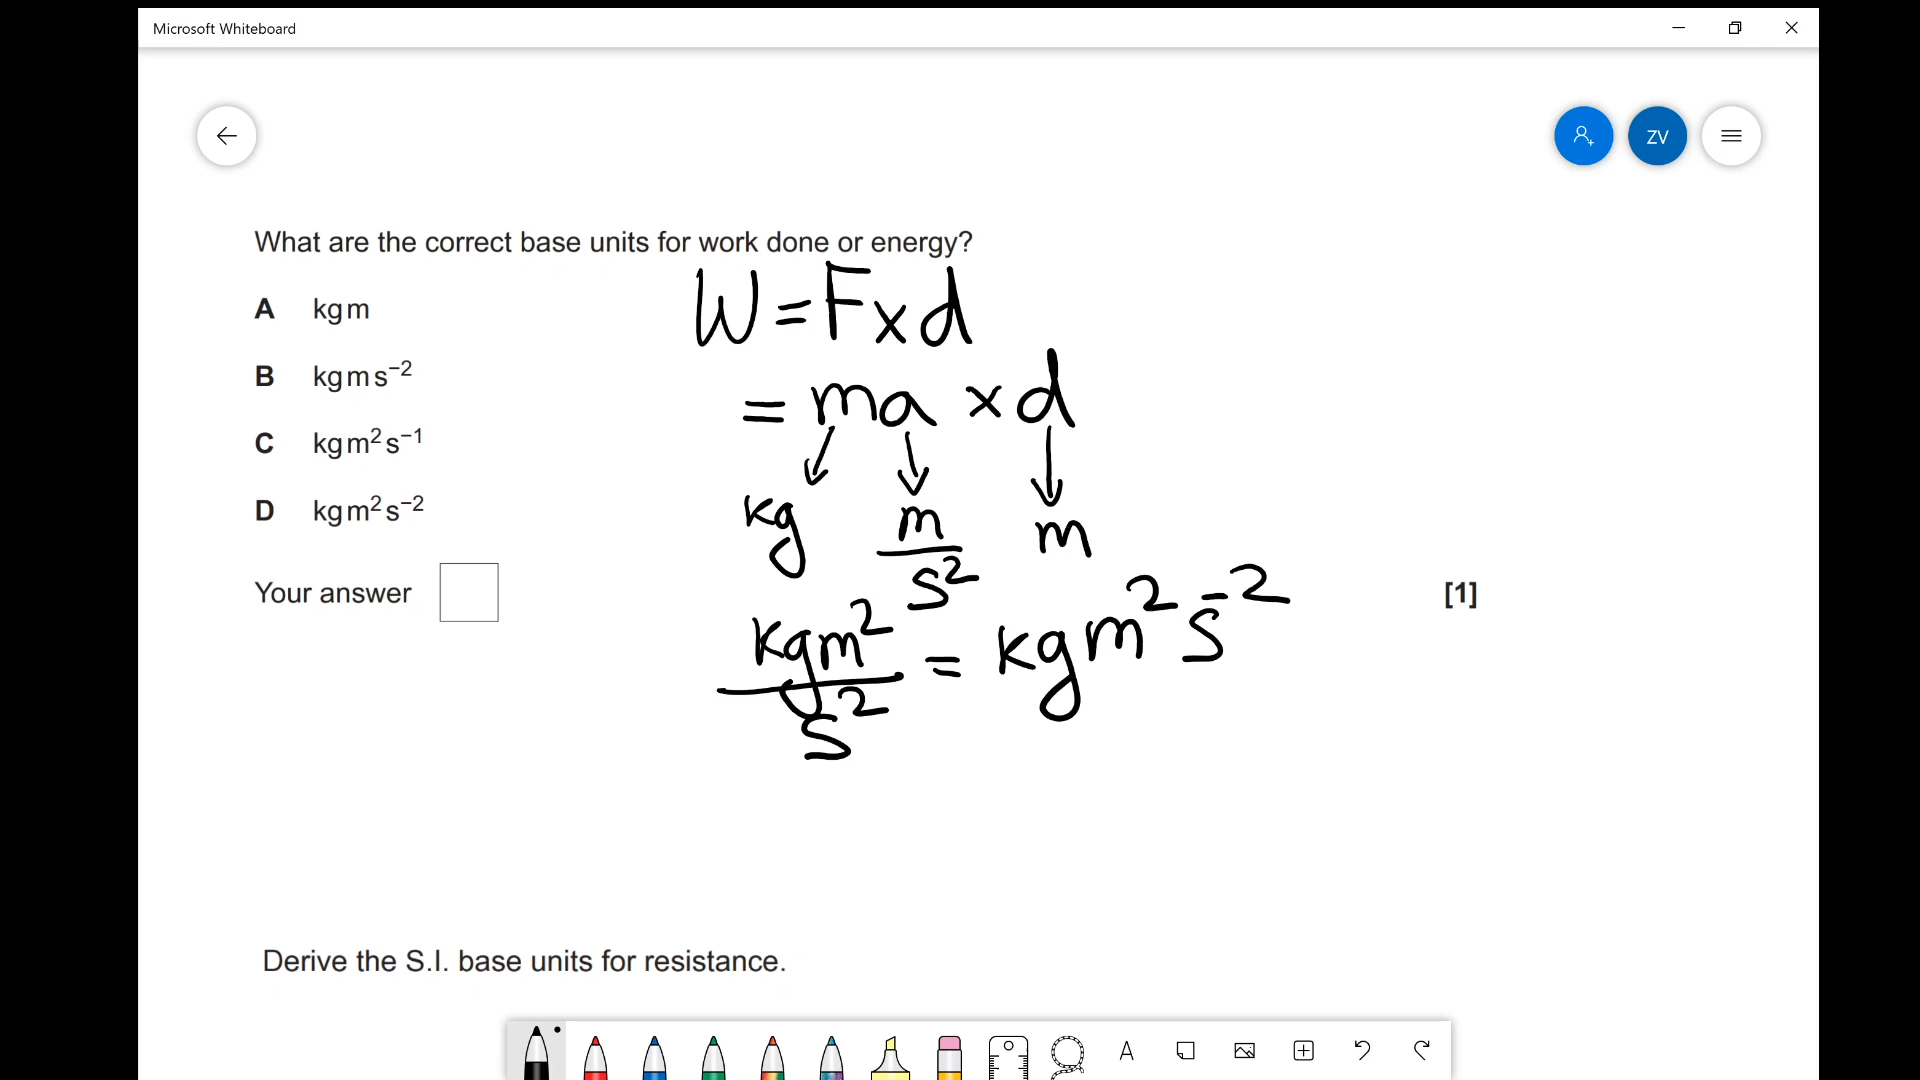 Microsoft Whiteboard
ZV
What are the correct base units for work done or energy?
W = F x d
A kg m
= ma x d
B kg m s⁻²
C kg m² s⁻¹
kg m/s² m
D kg m² s⁻²
Your answer [1]
kgm²/s² = kgm²s⁻²
Derive the S.I. base units for resistance.
A